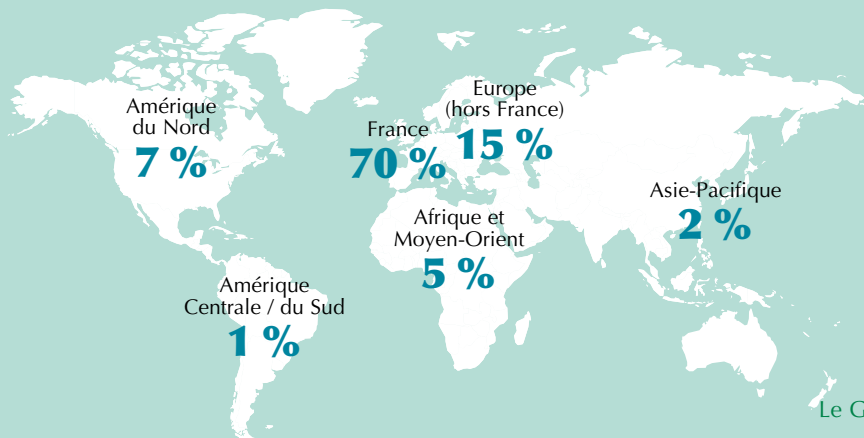 Amérique
du Nord
7 %
France
70 %
Europe
(hors France)
15 %
Asie-Pacifique
2 %
Afrique et
Moyen-Orient
5 %
Amérique
Centrale / du Sud
1 %
Le G